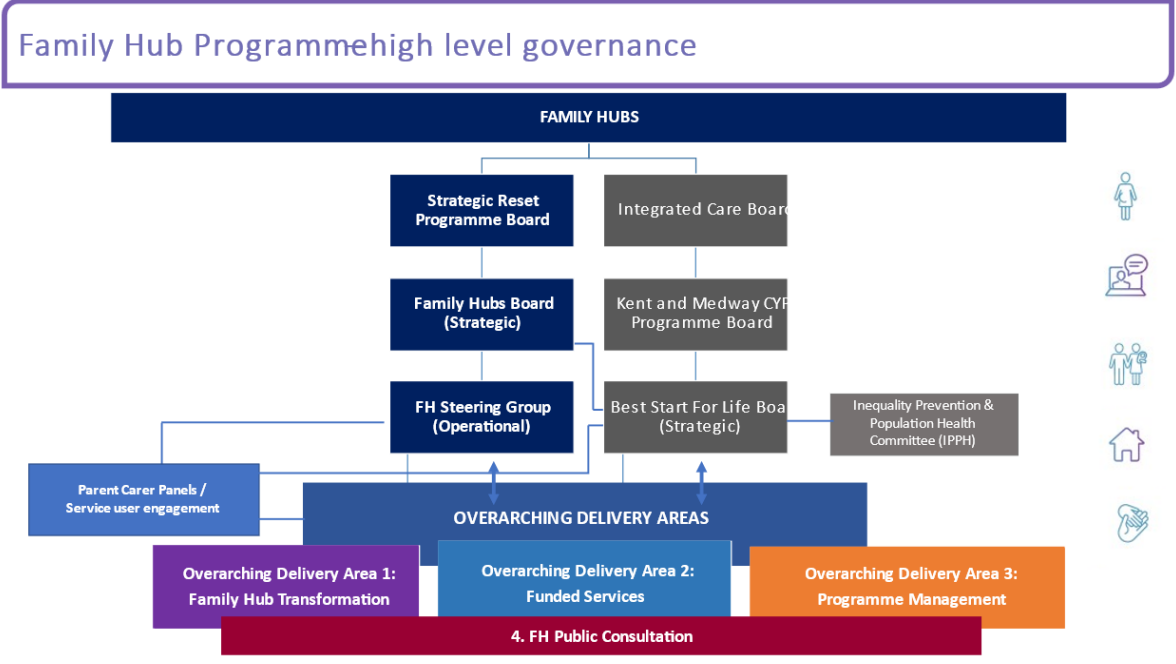 Family Hub Programme–high level governance
FAMILY HUBS
Strategic Reset
Programme Board
Integrated Care Board
Family Hubs Board
(Strategic)
Kent and Medway CYP
Programme Board
FH Steering Group
(Operational)
Best Start For Life Boa
(Strategic)
Inequality Prevention &
Population Health
Committee (IPPH)
Parent Carer Panels /
Service user engagement
OVERARCHING DELIVERY AREAS
Overarching Delivery Area 1:
Family Hub Transformation
Overarching Delivery Area 2:
Funded Services
Overarching Delivery Area 3:
Programme Management
4. FH Public Consultation